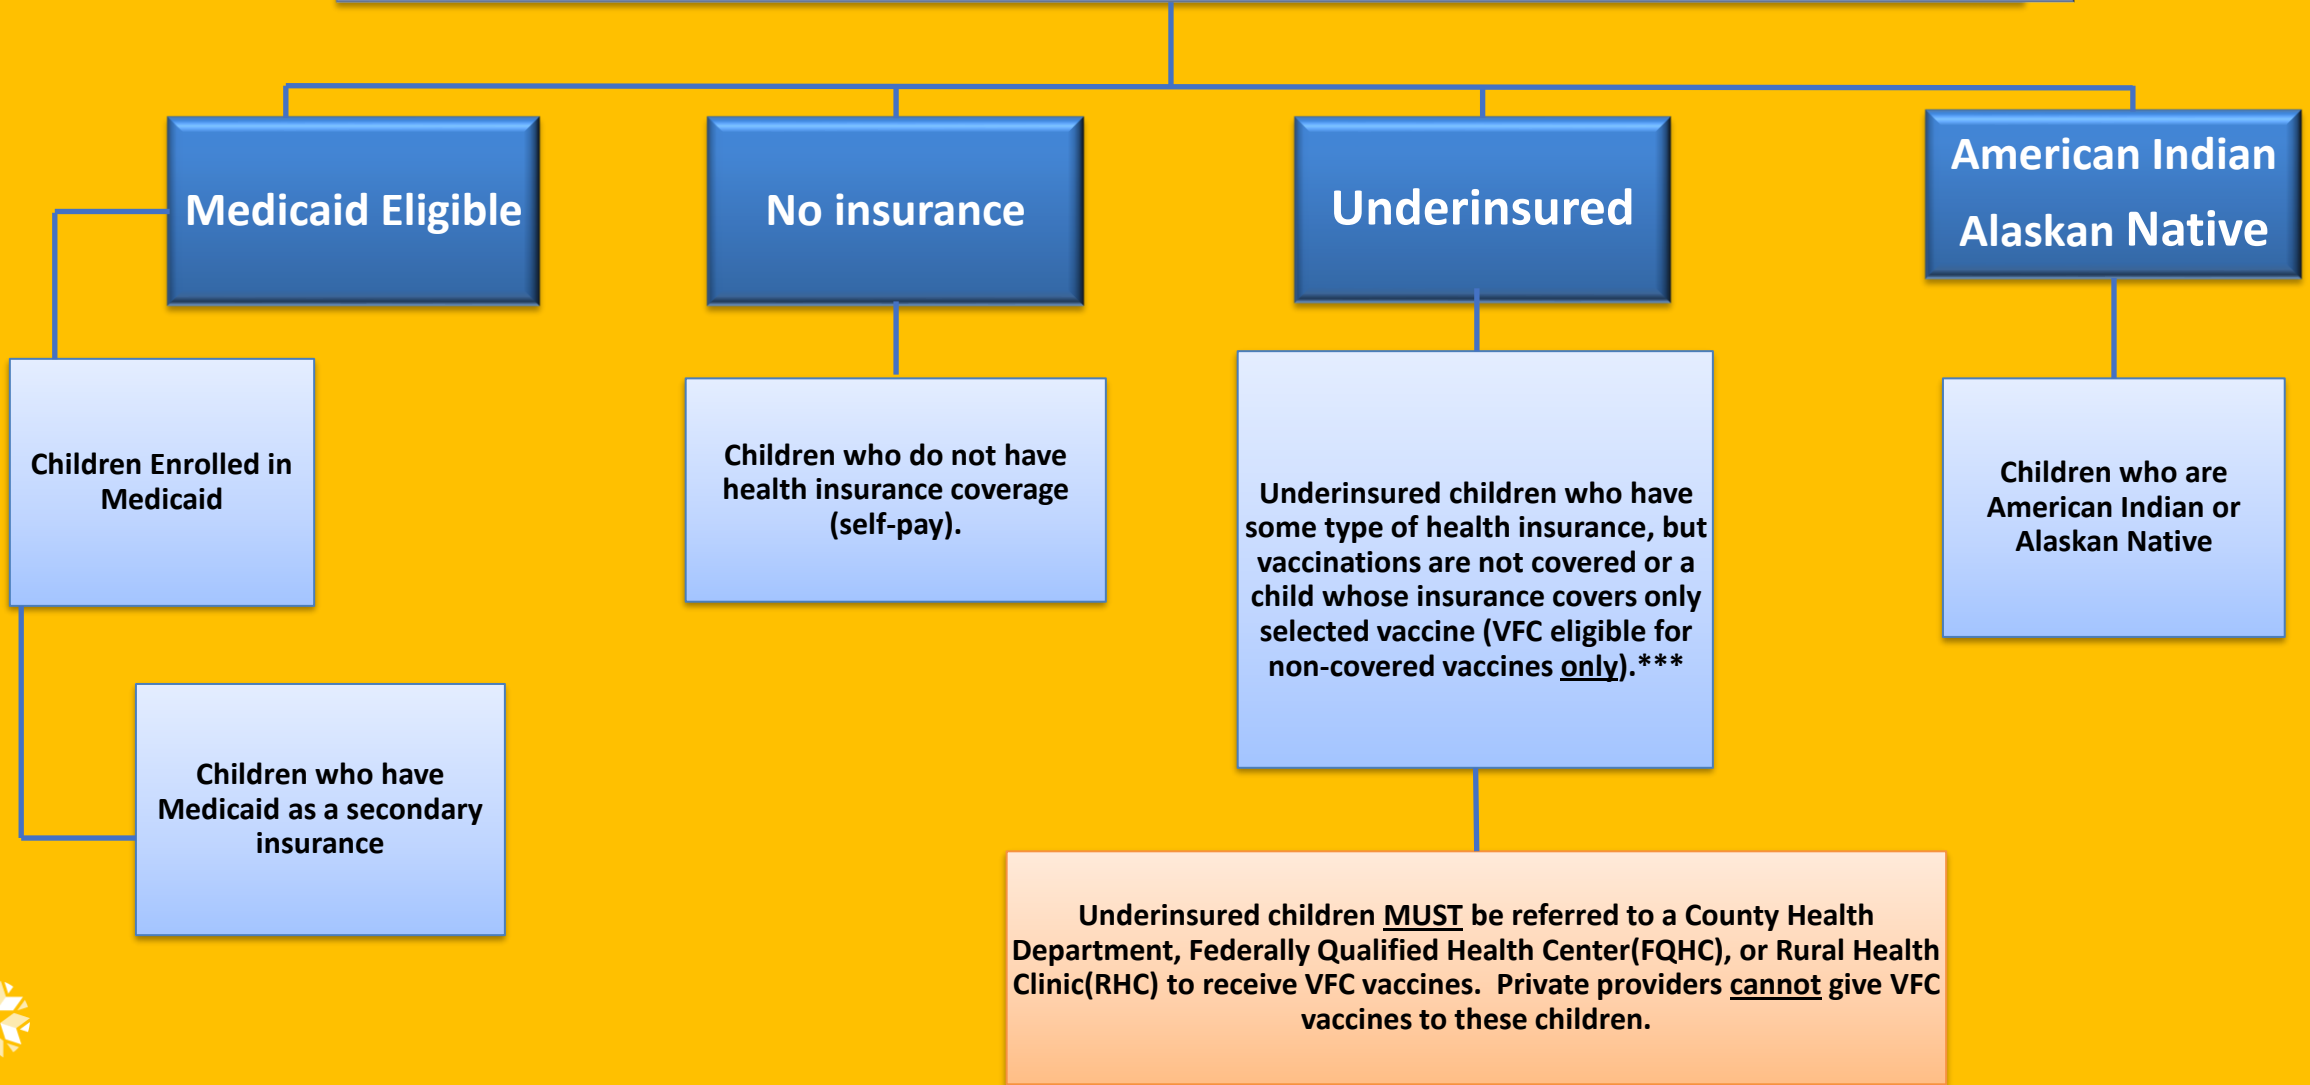 Medicaid Eligible
No insurance
Underinsured
American Indian
Alaskan Native
Children Enrolled in
Medicaid
Children who do not have
health insurance coverage
(self-pay).
Underinsured children who have
some type of health insurance, but
vaccinations are not covered or a
child whose insurance covers only
selected vaccine (VFC eligible for
non-covered vaccines only).***
Children who are
American Indian or
Alaskan Native
Children who have
Medicaid as a secondary
insurance
Underinsured children MUST be referred to a County Health
Department, Federally Qualified Health Center(FQHC), or Rural Health
Clinic(RHC) to receive VFC vaccines.  Private providers cannot give VFC
vaccines to these children.